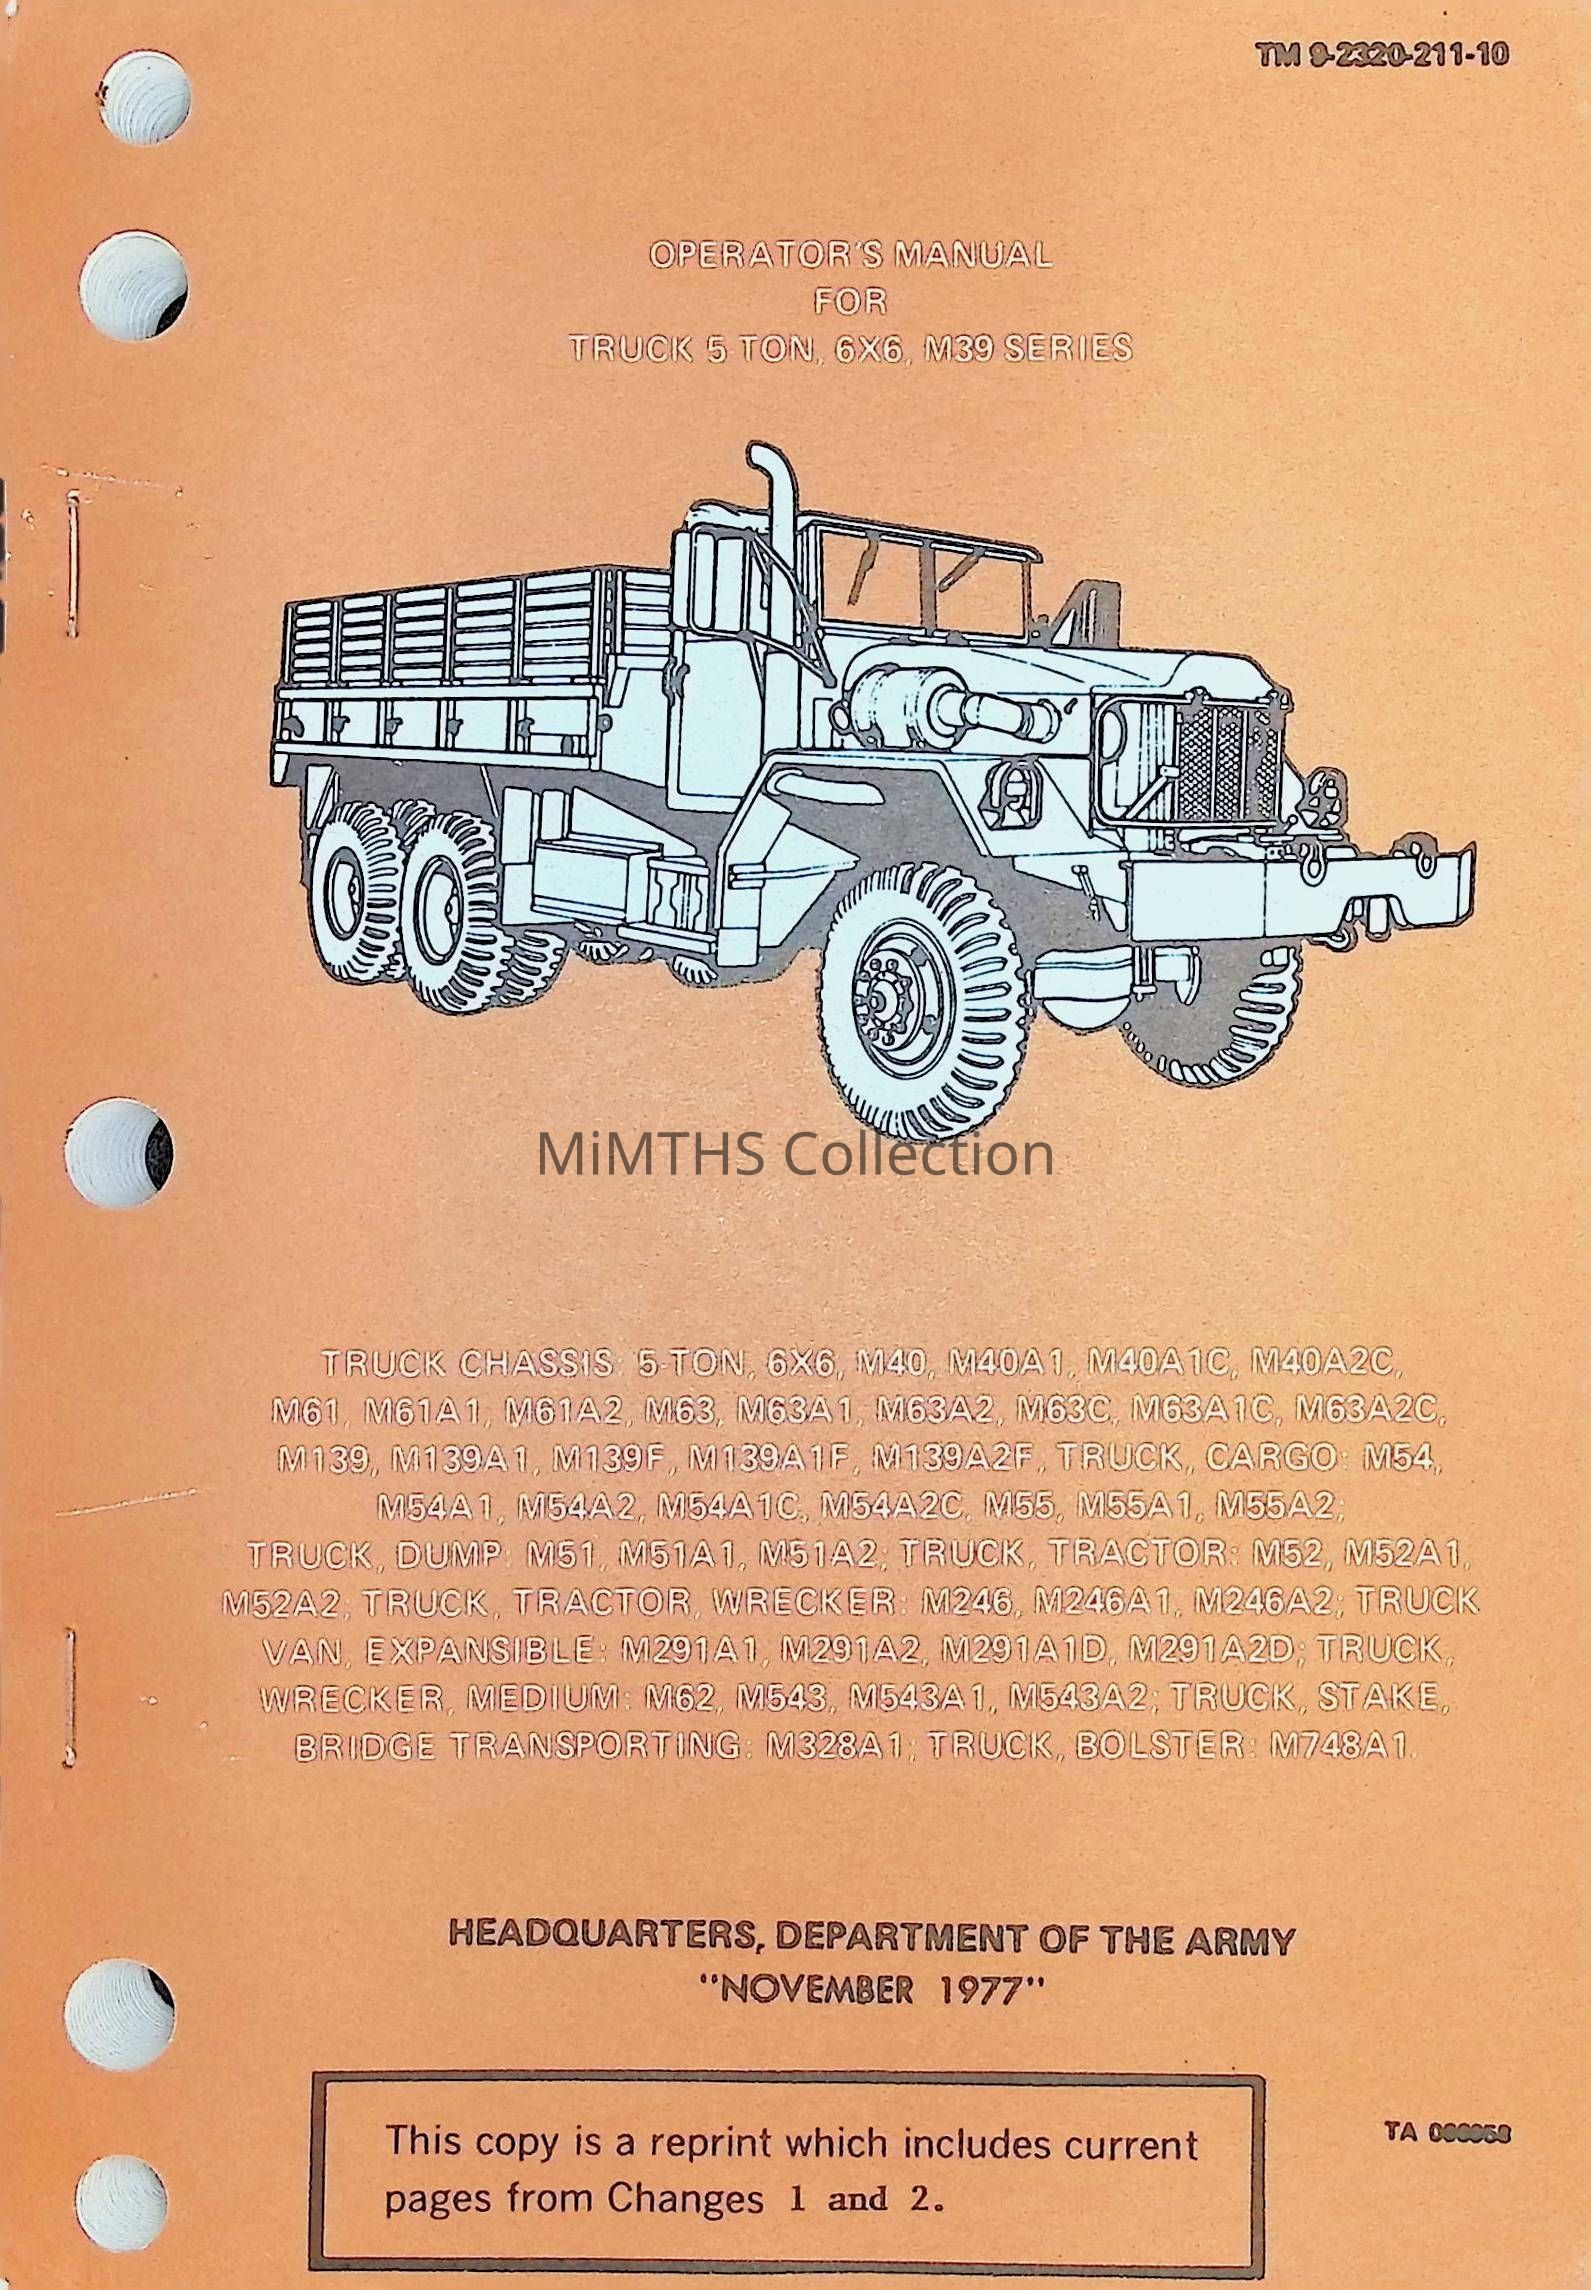 TM 9-2320-211-10
OPERATOR'S MANUAL
FOR
TRUCK 5 TON, 6X6, M39 SERIES
MiMTHS Collection
TRUCK CHASSIS: 5-TON, 6X6, M40, M40A1, M40A1C, M40A2C,
M61, M61A1, M61A2, M63, M63A1, M63A2, M63C, M63A1C, M63A2C,
M139, M139A1, M139F, M139A1F, M139A2F, TRUCK, CARGO: M54,
M54A1, M54A2, M54A1C, M54A2C, M55, M55A1, M55A2;
TRUCK, DUMP: M51, M51A1, M51A2; TRUCK, TRACTOR: M52, M52A1,
M52A2, TRUCK, TRACTOR, WRECKER: M246, M246A1, M246A2; TRUCK
VAN, EXPANSIBLE: M291A1, M291A2, M291A1D, M291A2D; TRUCK,
WRECKER, MEDIUM: M62, M543, M543A1, M543A2; TRUCK, STAKE,
BRIDGE TRANSPORTING: M328A1; TRUCK, BOLSTER: M748A1.
HEADQUARTERS, DEPARTMENT OF THE ARMY
"NOVEMBER 1977"
This copy is a reprint which includes current
pages from Changes 1 and 2.
TA